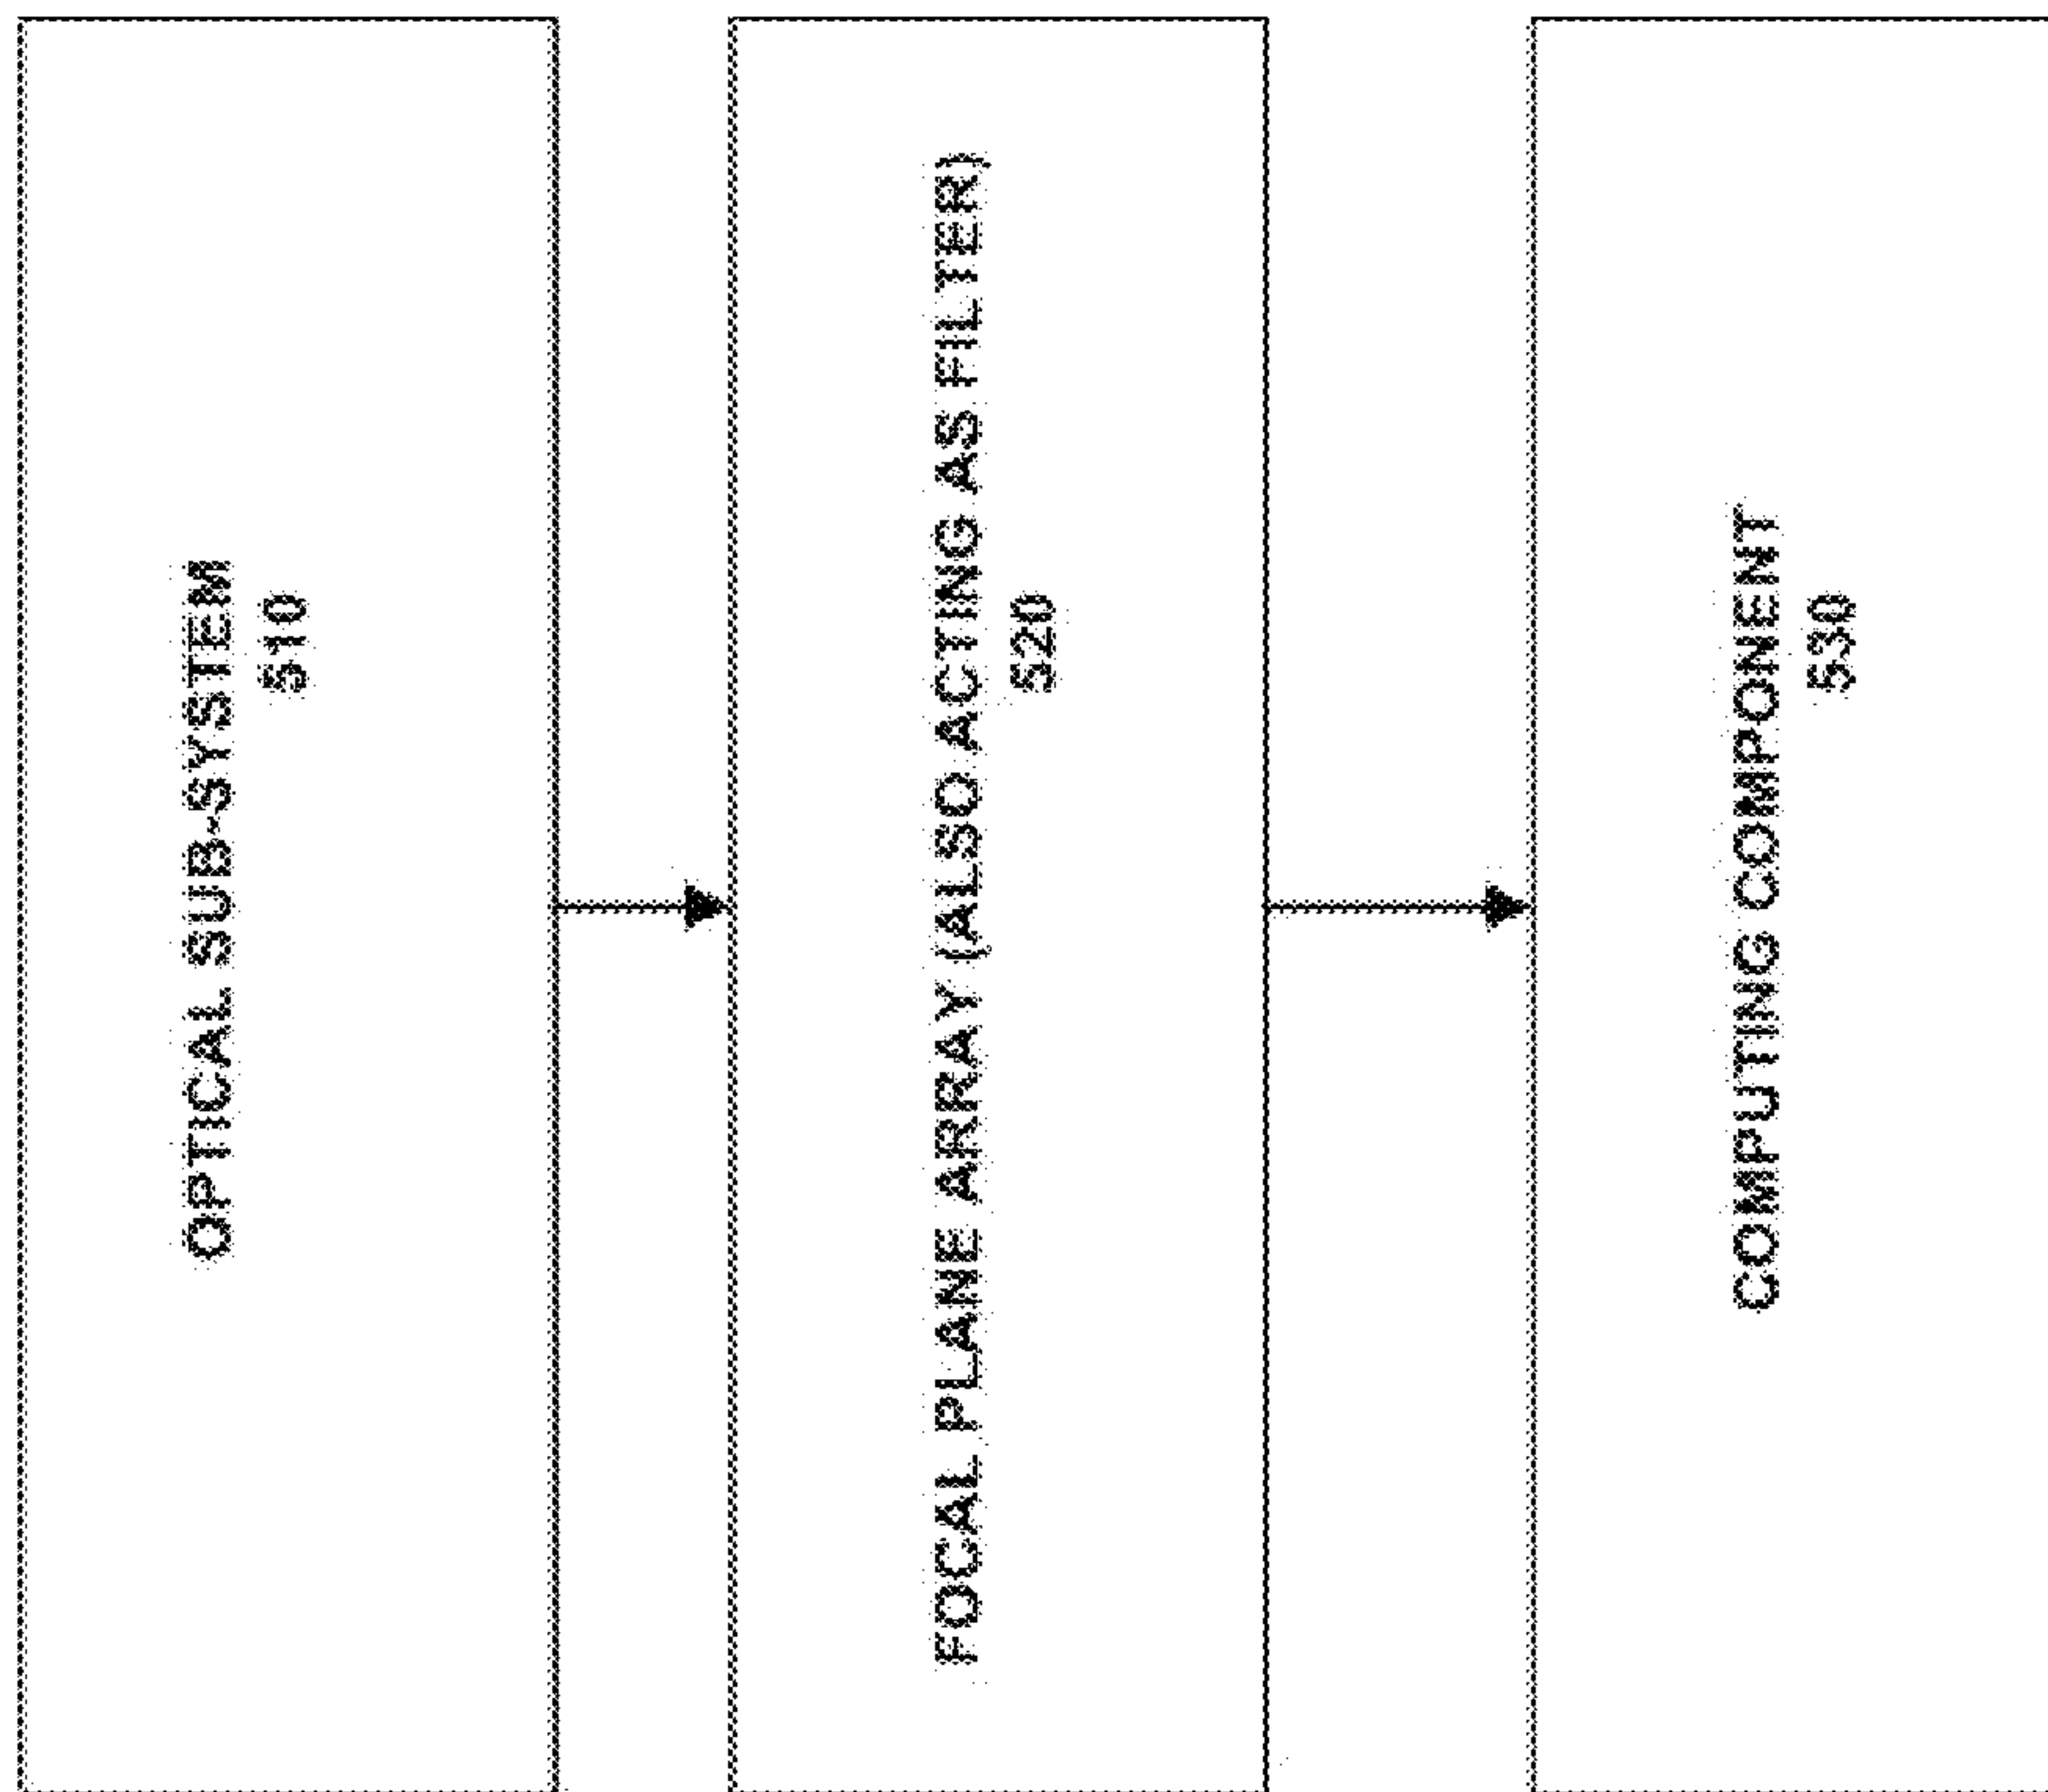 OPTICAL SUB-SYSTEM
510
FOCAL PLANE ARRAY (ALSO ACTING AS FILTER)
520
COMPUTING COMPONENT
530